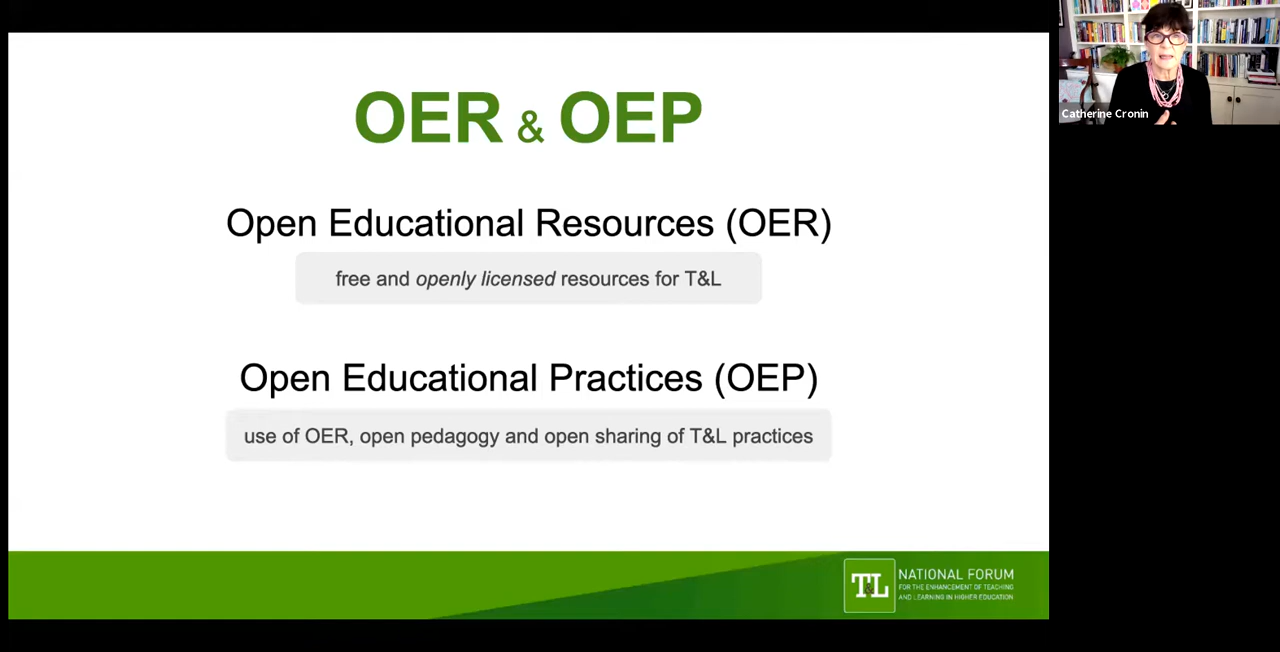 OER & OEP
Open Educational Resources (OER)
free and openly licensed resources for T&L
Open Educational Practices (OEP)
use of OER, open pedagogy and open sharing of T&L practices
T&L
NATIONAL FORUM
FOR THE ENHANCEMENT OF TEACHING
AND LEARNING IN HIGHER EDUCATION
Catherine Cronin